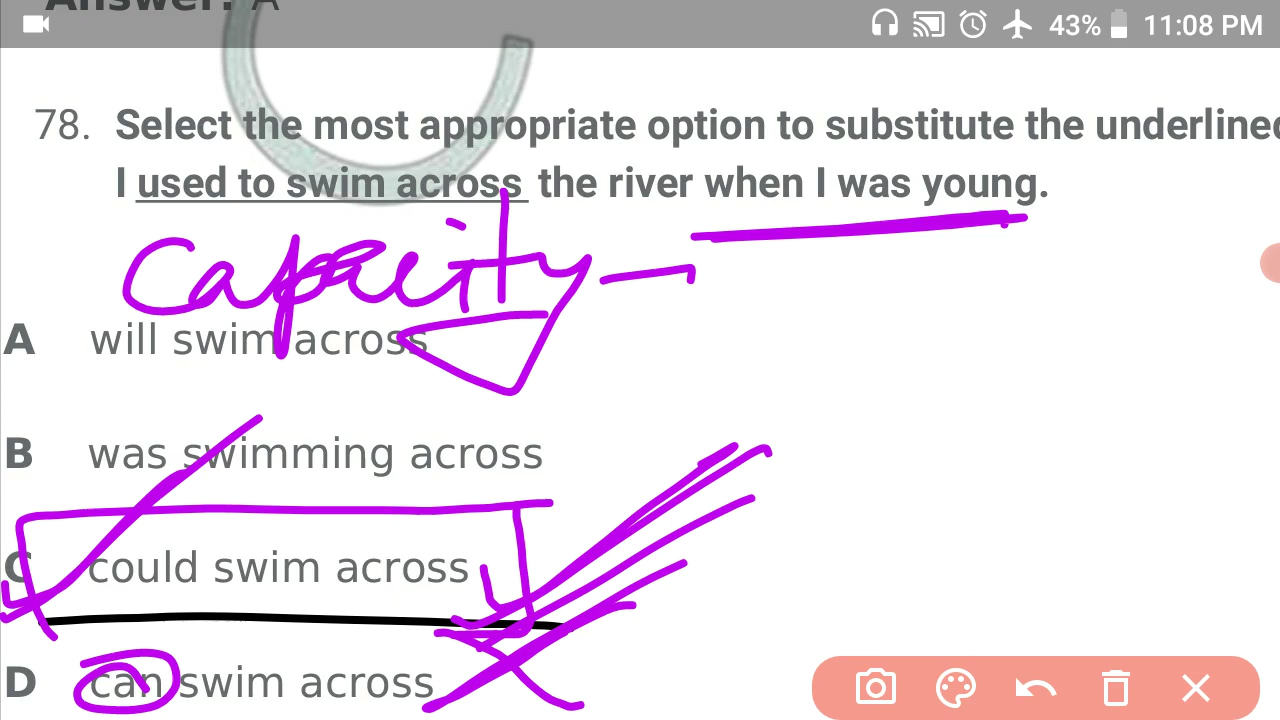 Answer: A
43% 11:08 PM
78. Select the most appropriate option to substitute the underlined
I used to swim across the river when I was young.
Capacity
A will swim across
B was swimming across
C could swim across
D can swim across